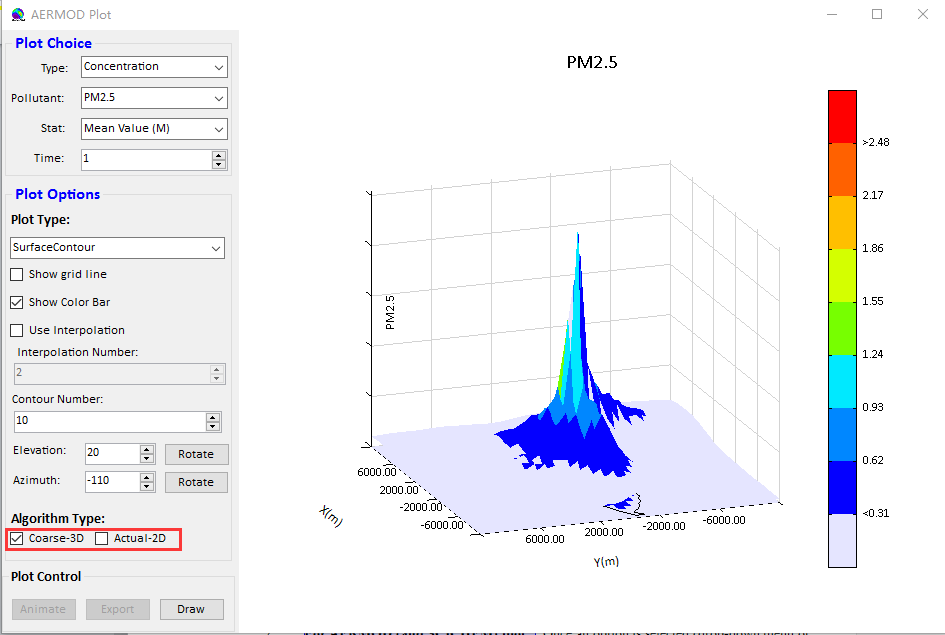 AERMOD Plot
Plot Choice
Type: Concentration
Pollutant: PM2.5
Stat: Mean Value (M)
Time: 1
Plot Options
Plot Type:
SurfaceContour
Show grid line
Show Color Bar
Use Interpolation
Interpolation Number:
2
Contour Number:
10
Elevation: 20 Rotate
Azimuth: -110 Rotate
Algorithm Type:
Coarse-3D Actual-2D
Plot Control
Animate Export Draw
PM2.5
PM2.5
6000.00
2000.00
-2000.00
-6000.00
X(m)
6000.00
2000.00
-2000.00
-6000.00
Y(m)
>2.48
2.17
1.86
1.55
1.24
0.93
0.62
<0.31